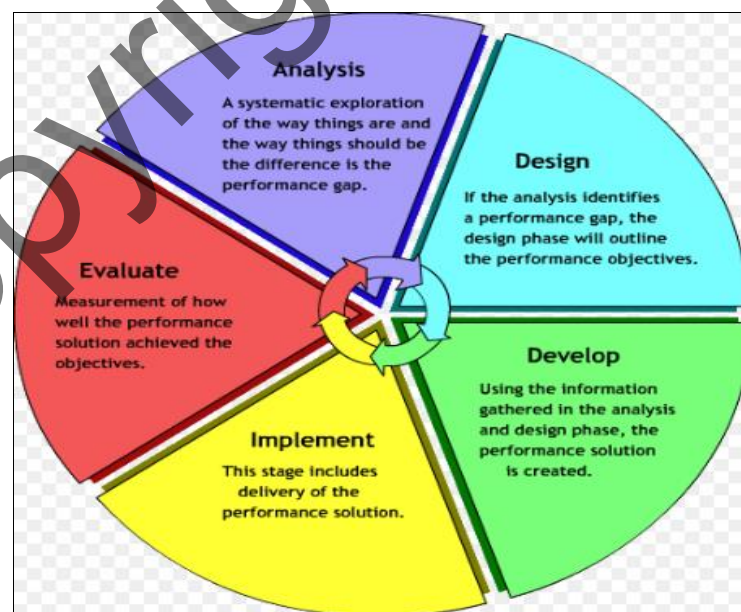 Analysis
A systematic exploration
of the way things are and
the way things should be
the difference is the
performance gap.
Design
If the analysis identifies
a performance gap, the
design phase will outline
the performance objectives.
Develop
Using the information
gathered in the analysis
and design phase, the
performance solution
is created.
Implement
This stage includes
delivery of the
performance solution.
Evaluate
Measurement of how
well the performance
solution achieved the
objectives.